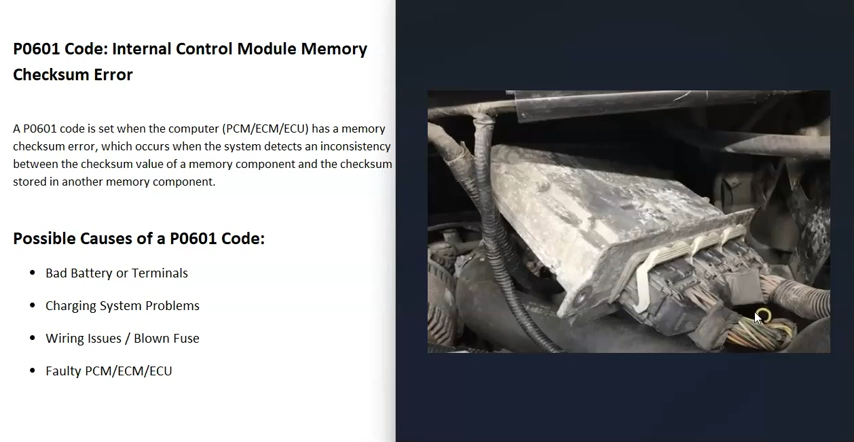 P0601 Code: Internal Control Module Memory
Checksum Error
A P0601 code is set when the computer (PCM/ECM/ECU) has a memory
checksum error, which occurs when the system detects an inconsistency
between the checksum value of a memory component and the checksum
stored in another memory component.
Possible Causes of a P0601 Code:
• Bad Battery or Terminals
• Charging System Problems
• Wiring Issues / Blown Fuse
• Faulty PCM/ECM/ECU